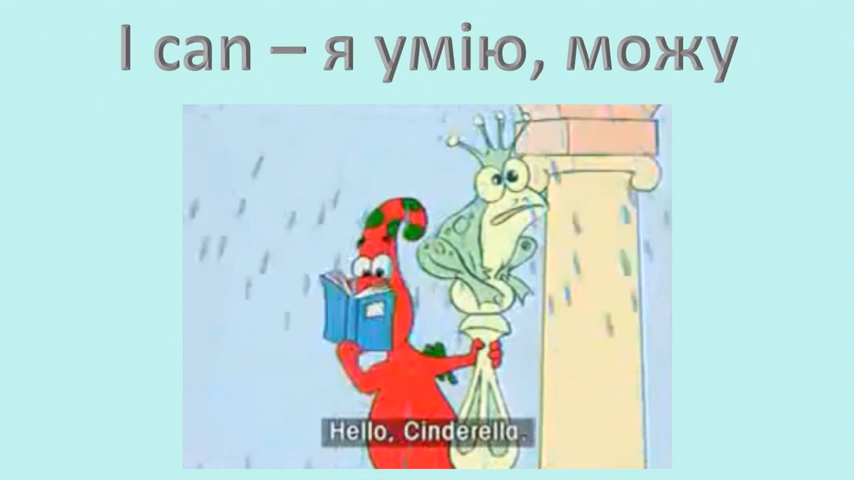 I can – я умію, можу
Hello, Cinderella.